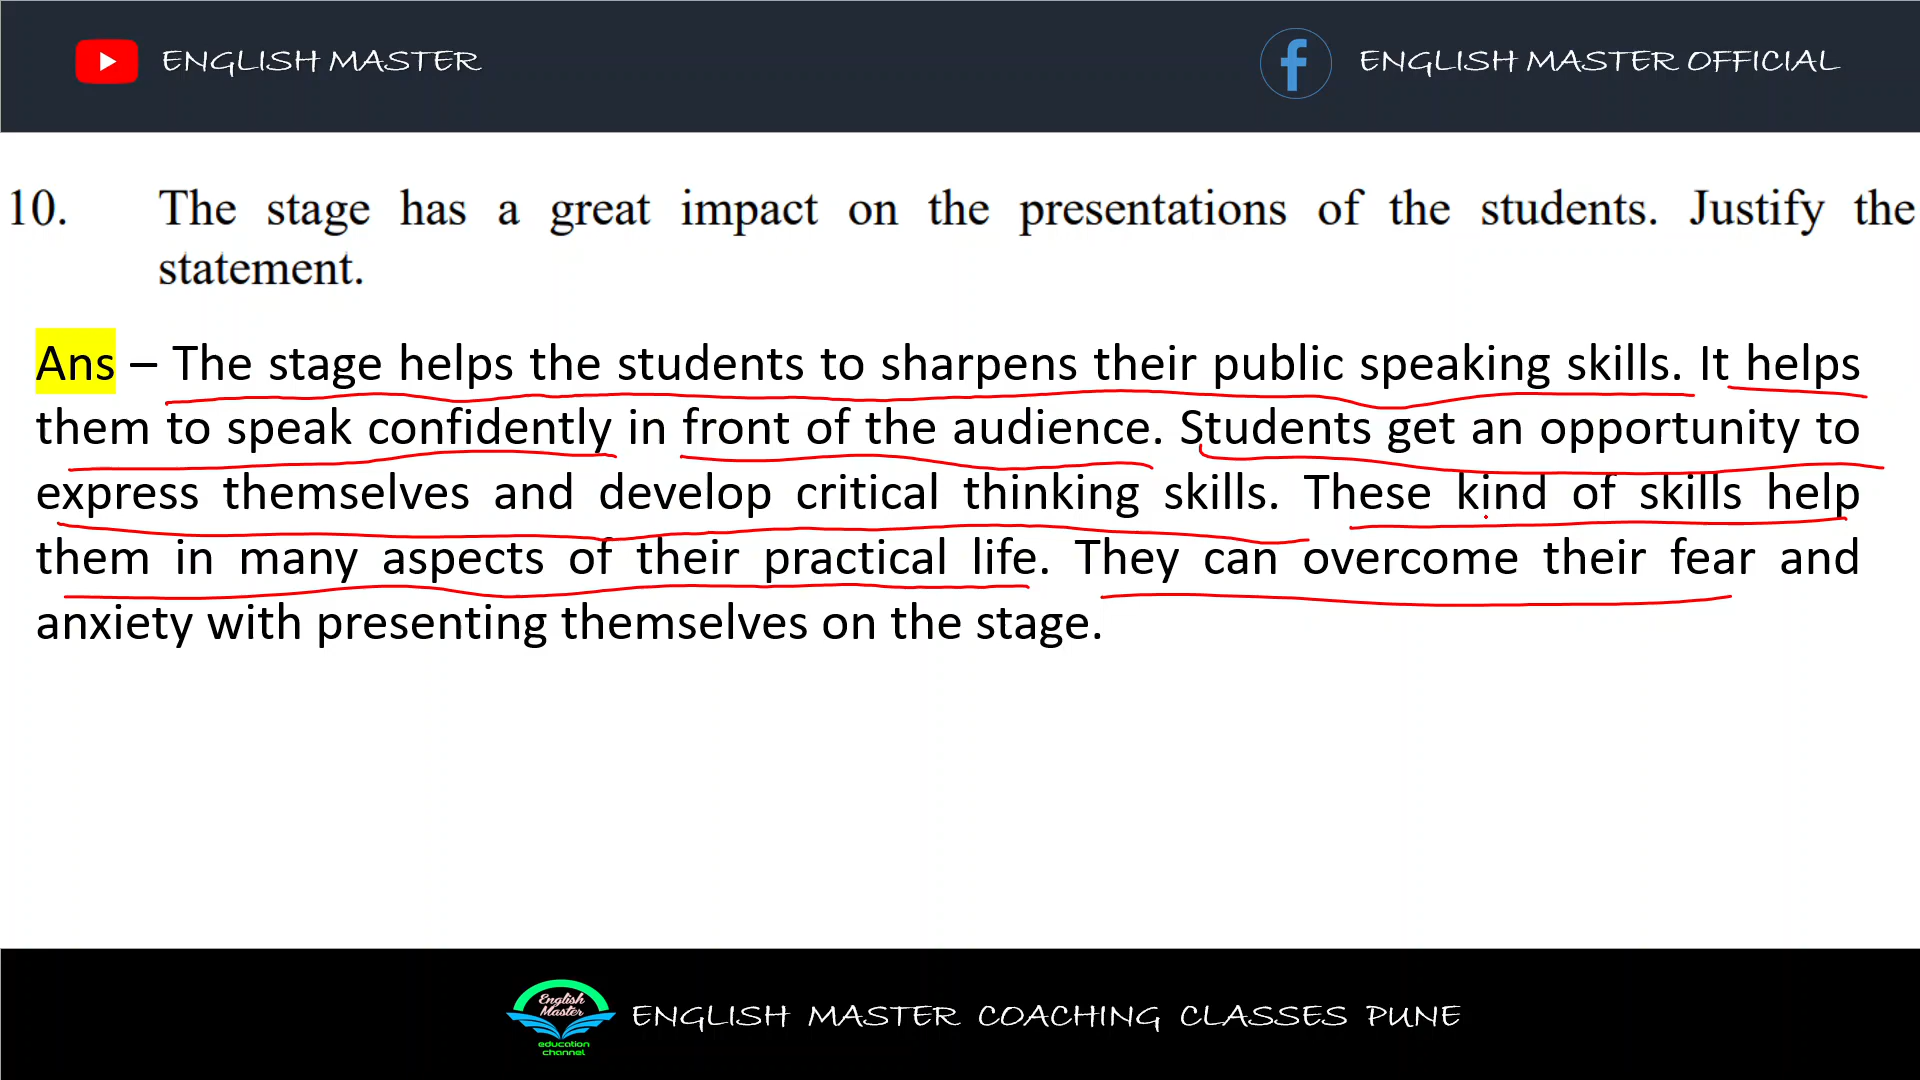 ENGLISH MASTER
ENGLISH MASTER OFFICIAL
10. The stage has a great impact on the presentations of the students. Justify the
statement.
Ans – The stage helps the students to sharpens their public speaking skills. It helps
them to speak confidently in front of the audience. Students get an opportunity to
express themselves and develop critical thinking skills. These kind of skills help
them in many aspects of their practical life. They can overcome their fear and
anxiety with presenting themselves on the stage.
English
Master
education
channel
ENGLISH MASTER COACHING CLASSES PUNE